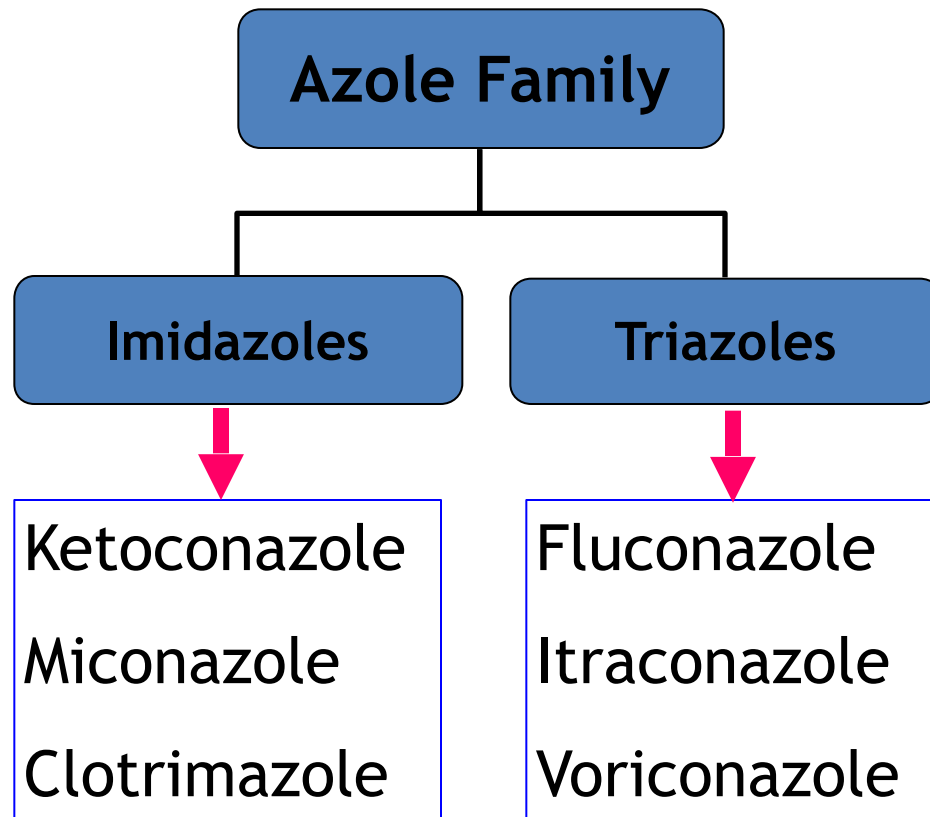 Azole Family
Imidazoles
Triazoles
Ketoconazole
Miconazole
Clotrimazole
Fluconazole
Itraconazole
Voriconazole